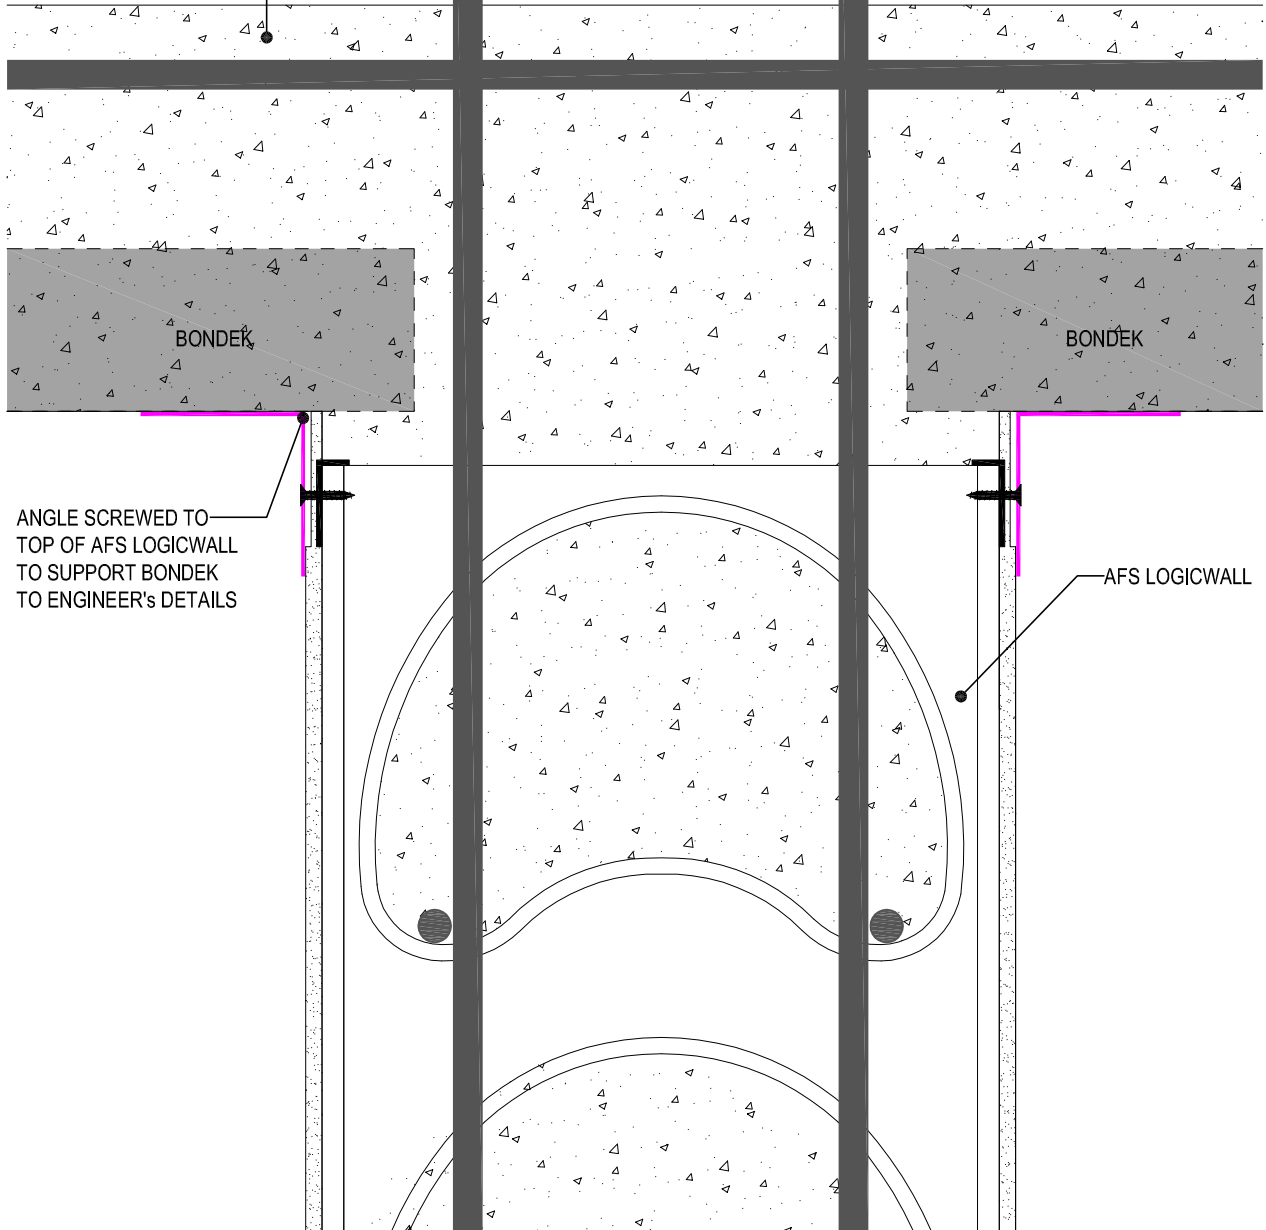 BONDEK
BONDEK
ANGLE SCREWED TO
TOP OF AFS LOGICWALL
TO SUPPORT BONDEK
TO ENGINEER's DETAILS
AFS LOGICWALL